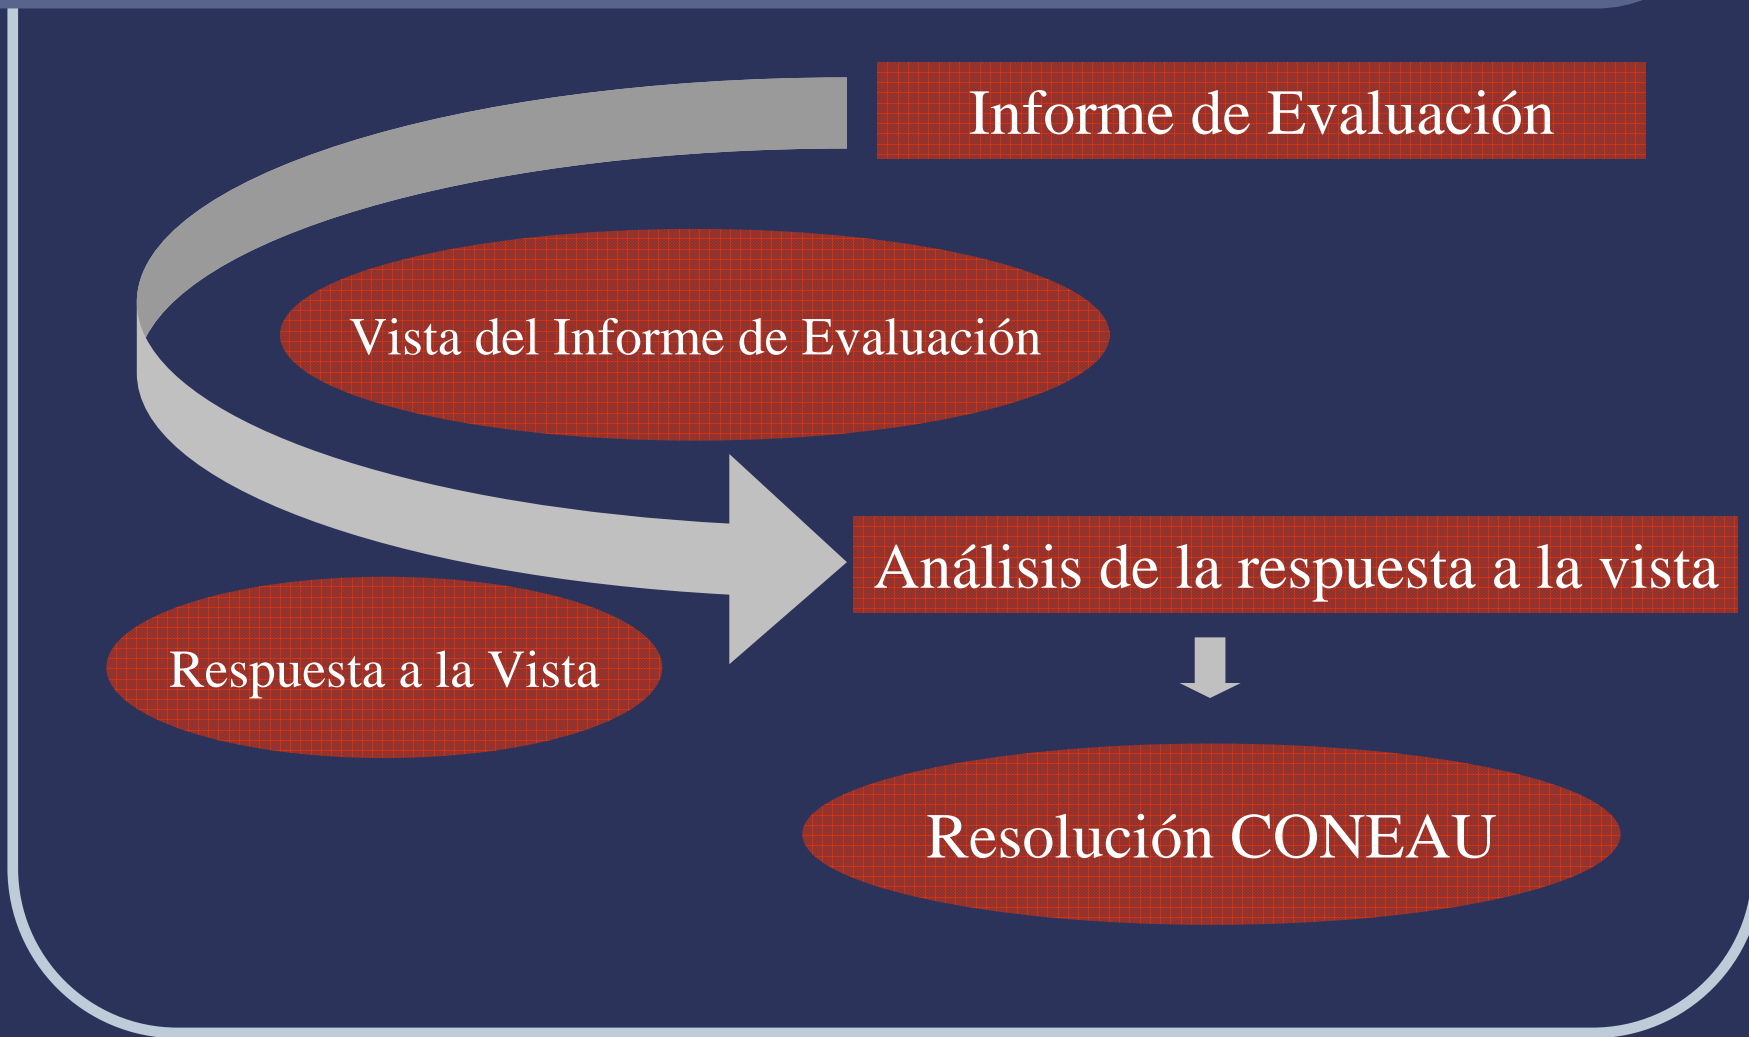 Informe de Evaluación
Vista del Informe de Evaluación
Análisis de la respuesta a la vista
Respuesta a la Vista
Resolución CONEAU